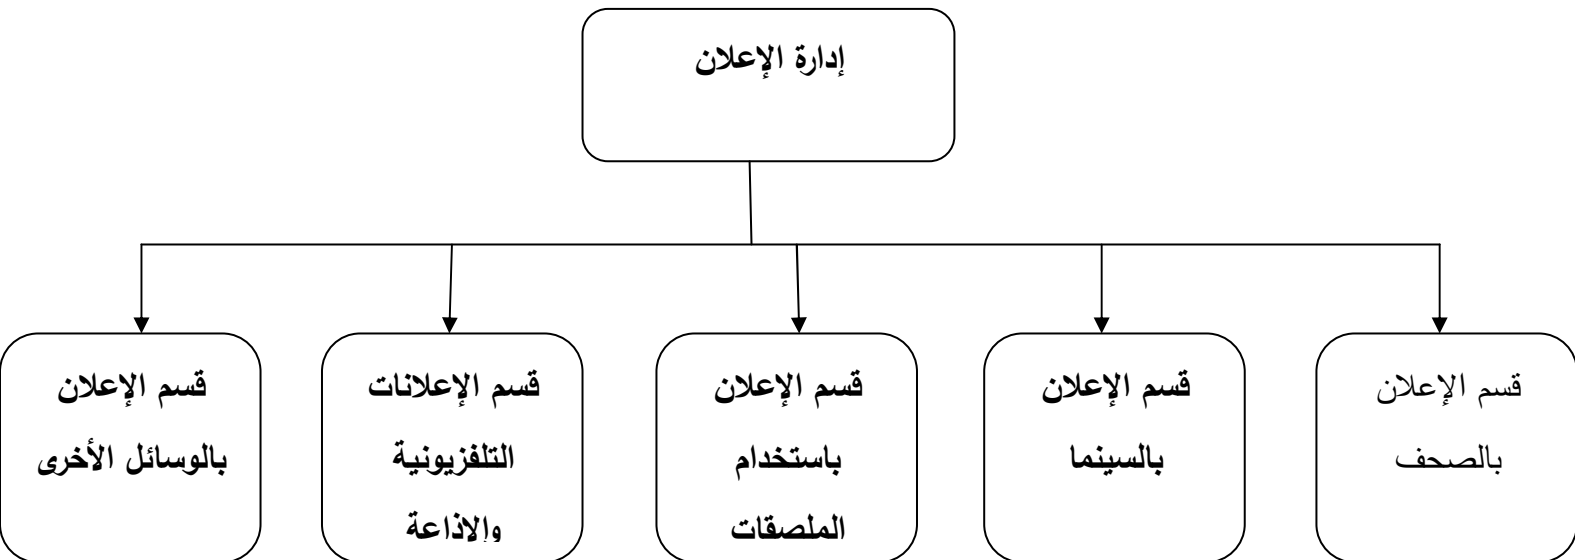 إدارة الإعلان
قسم الإعلان
بالصحف
قسم الإعلان
بالسينما
قسم الإعلان
باستخدام
الملصقات
قسم الإعلانات
التلفزيونية
والإذاعة
قسم الإعلان
بالوسائل الأخرى